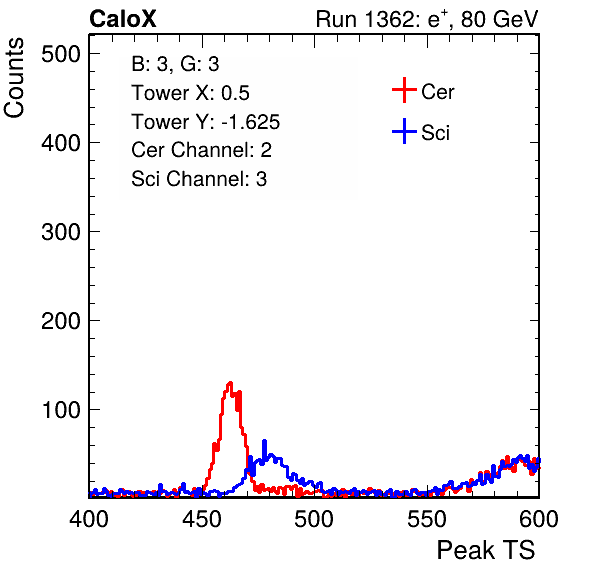 CaloX Run 1362: e⁺, 80 GeV
Counts
500
400
300
200
100
B: 3, G: 3
Tower X: 0.5
Tower Y: -1.625
Cer Channel: 2
Sci Channel: 3
Cer
Sci
400 450 500 550 600
Peak TS